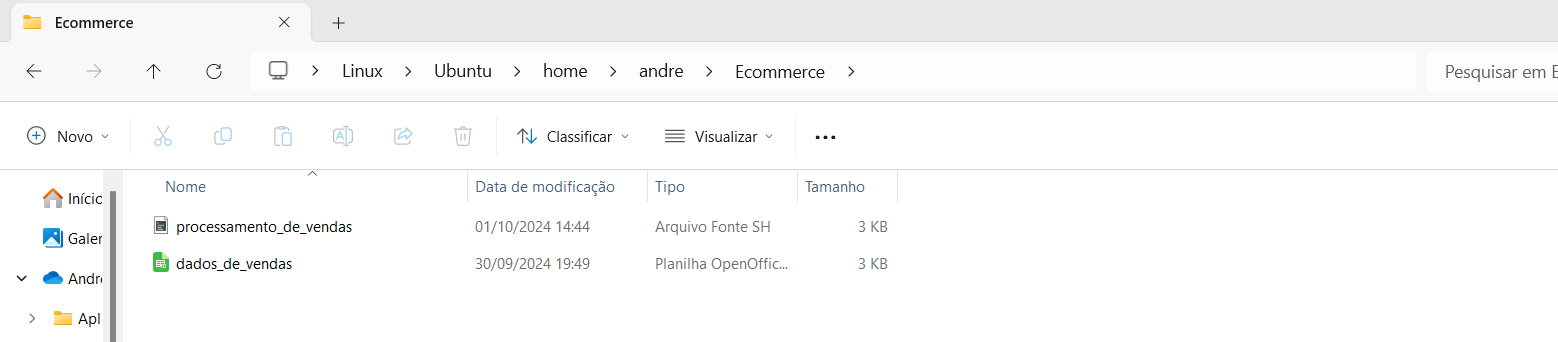 Ecommerce
Linux > Ubuntu > home > andre > Ecommerce >
Pesquisar em E
Novo
Classificar
Visualizar
Início
Galer
Andre
Apl
Nome Data de modificação Tipo Tamanho
processamento_de_vendas 01/10/2024 14:44 Arquivo Fonte SH 3 KB
dados_de_vendas 30/09/2024 19:49 Planilha OpenOffic... 3 KB